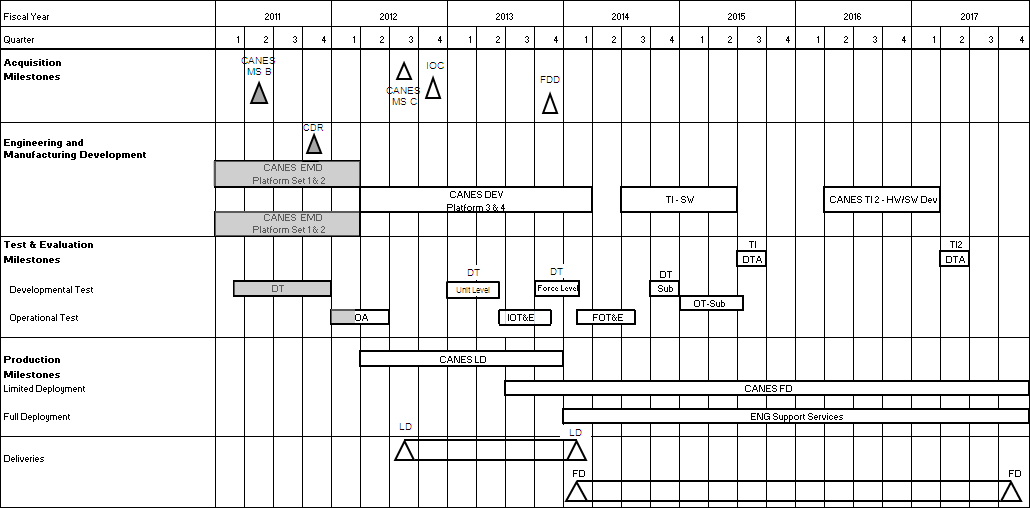 Fiscal Year 2011 2012 2013 2014 2015 2016 2017
Quarter 1 2 3 4 1 2 3 4 1 2 3 4 1 2 3 4 1 2 3 4 1 2 3 4 1 2 3 4
Acquisition
Milestones
CANES
MS B
CANES
MS C
IOC
FDD
Engineering and
Manufacturing Development
CDR
CANES EMD
Platform Set 1 & 2
CANES DEV
Platform 3 & 4
TI - SW
CANES TI 2 - HW/SW Dev
CANES EMD
Platform Set 1 & 2
Test & Evaluation
Milestones
TI
DTA
TI2
DTA
Developmental Test
DT
DT
Unit Level
DT
Force Level
DT
Sub
OT-Sub
Operational Test
OA
IOT&E
FOT&E
Production
Milestones
CANES LD
Limited Deployment
CANES FD
Full Deployment
ENG Support Services
Deliveries
LD
LD
FD
FD